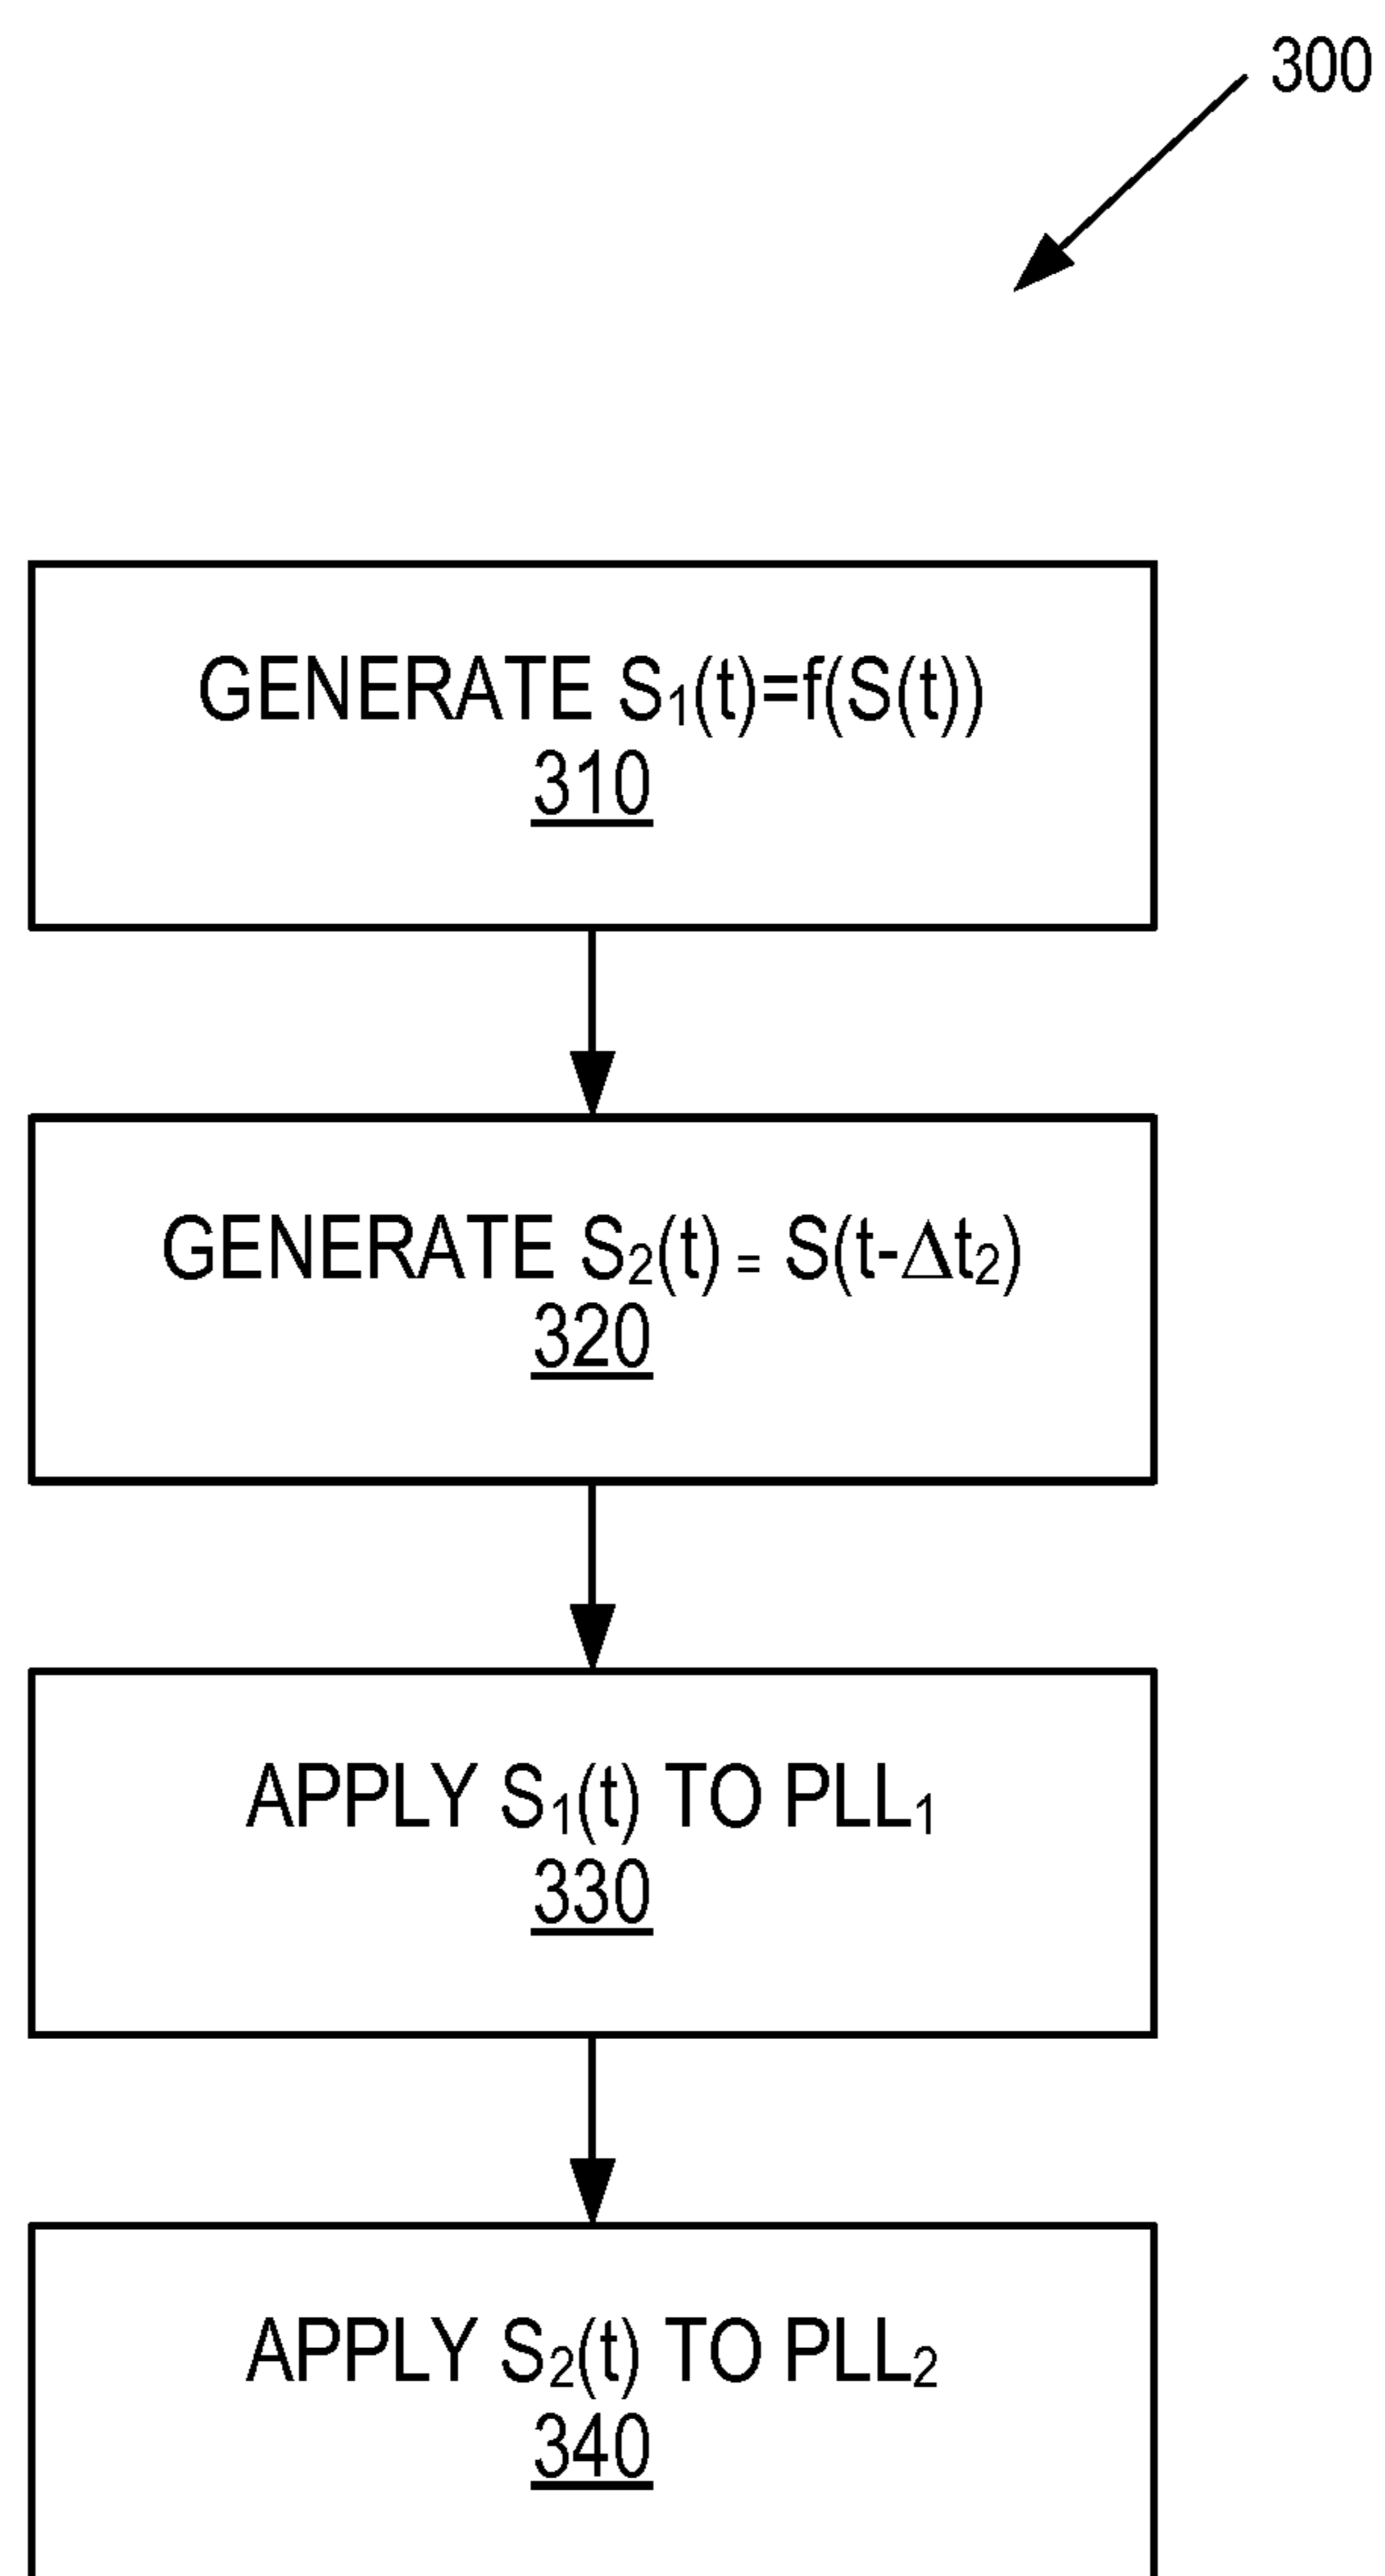 300
GENERATE S₁(t)=f(S(t))
310
GENERATE S₂(t) = S(t-Δt₂)
320
APPLY S₁(t) TO PLL₁
330
APPLY S₂(t) TO PLL₂
340